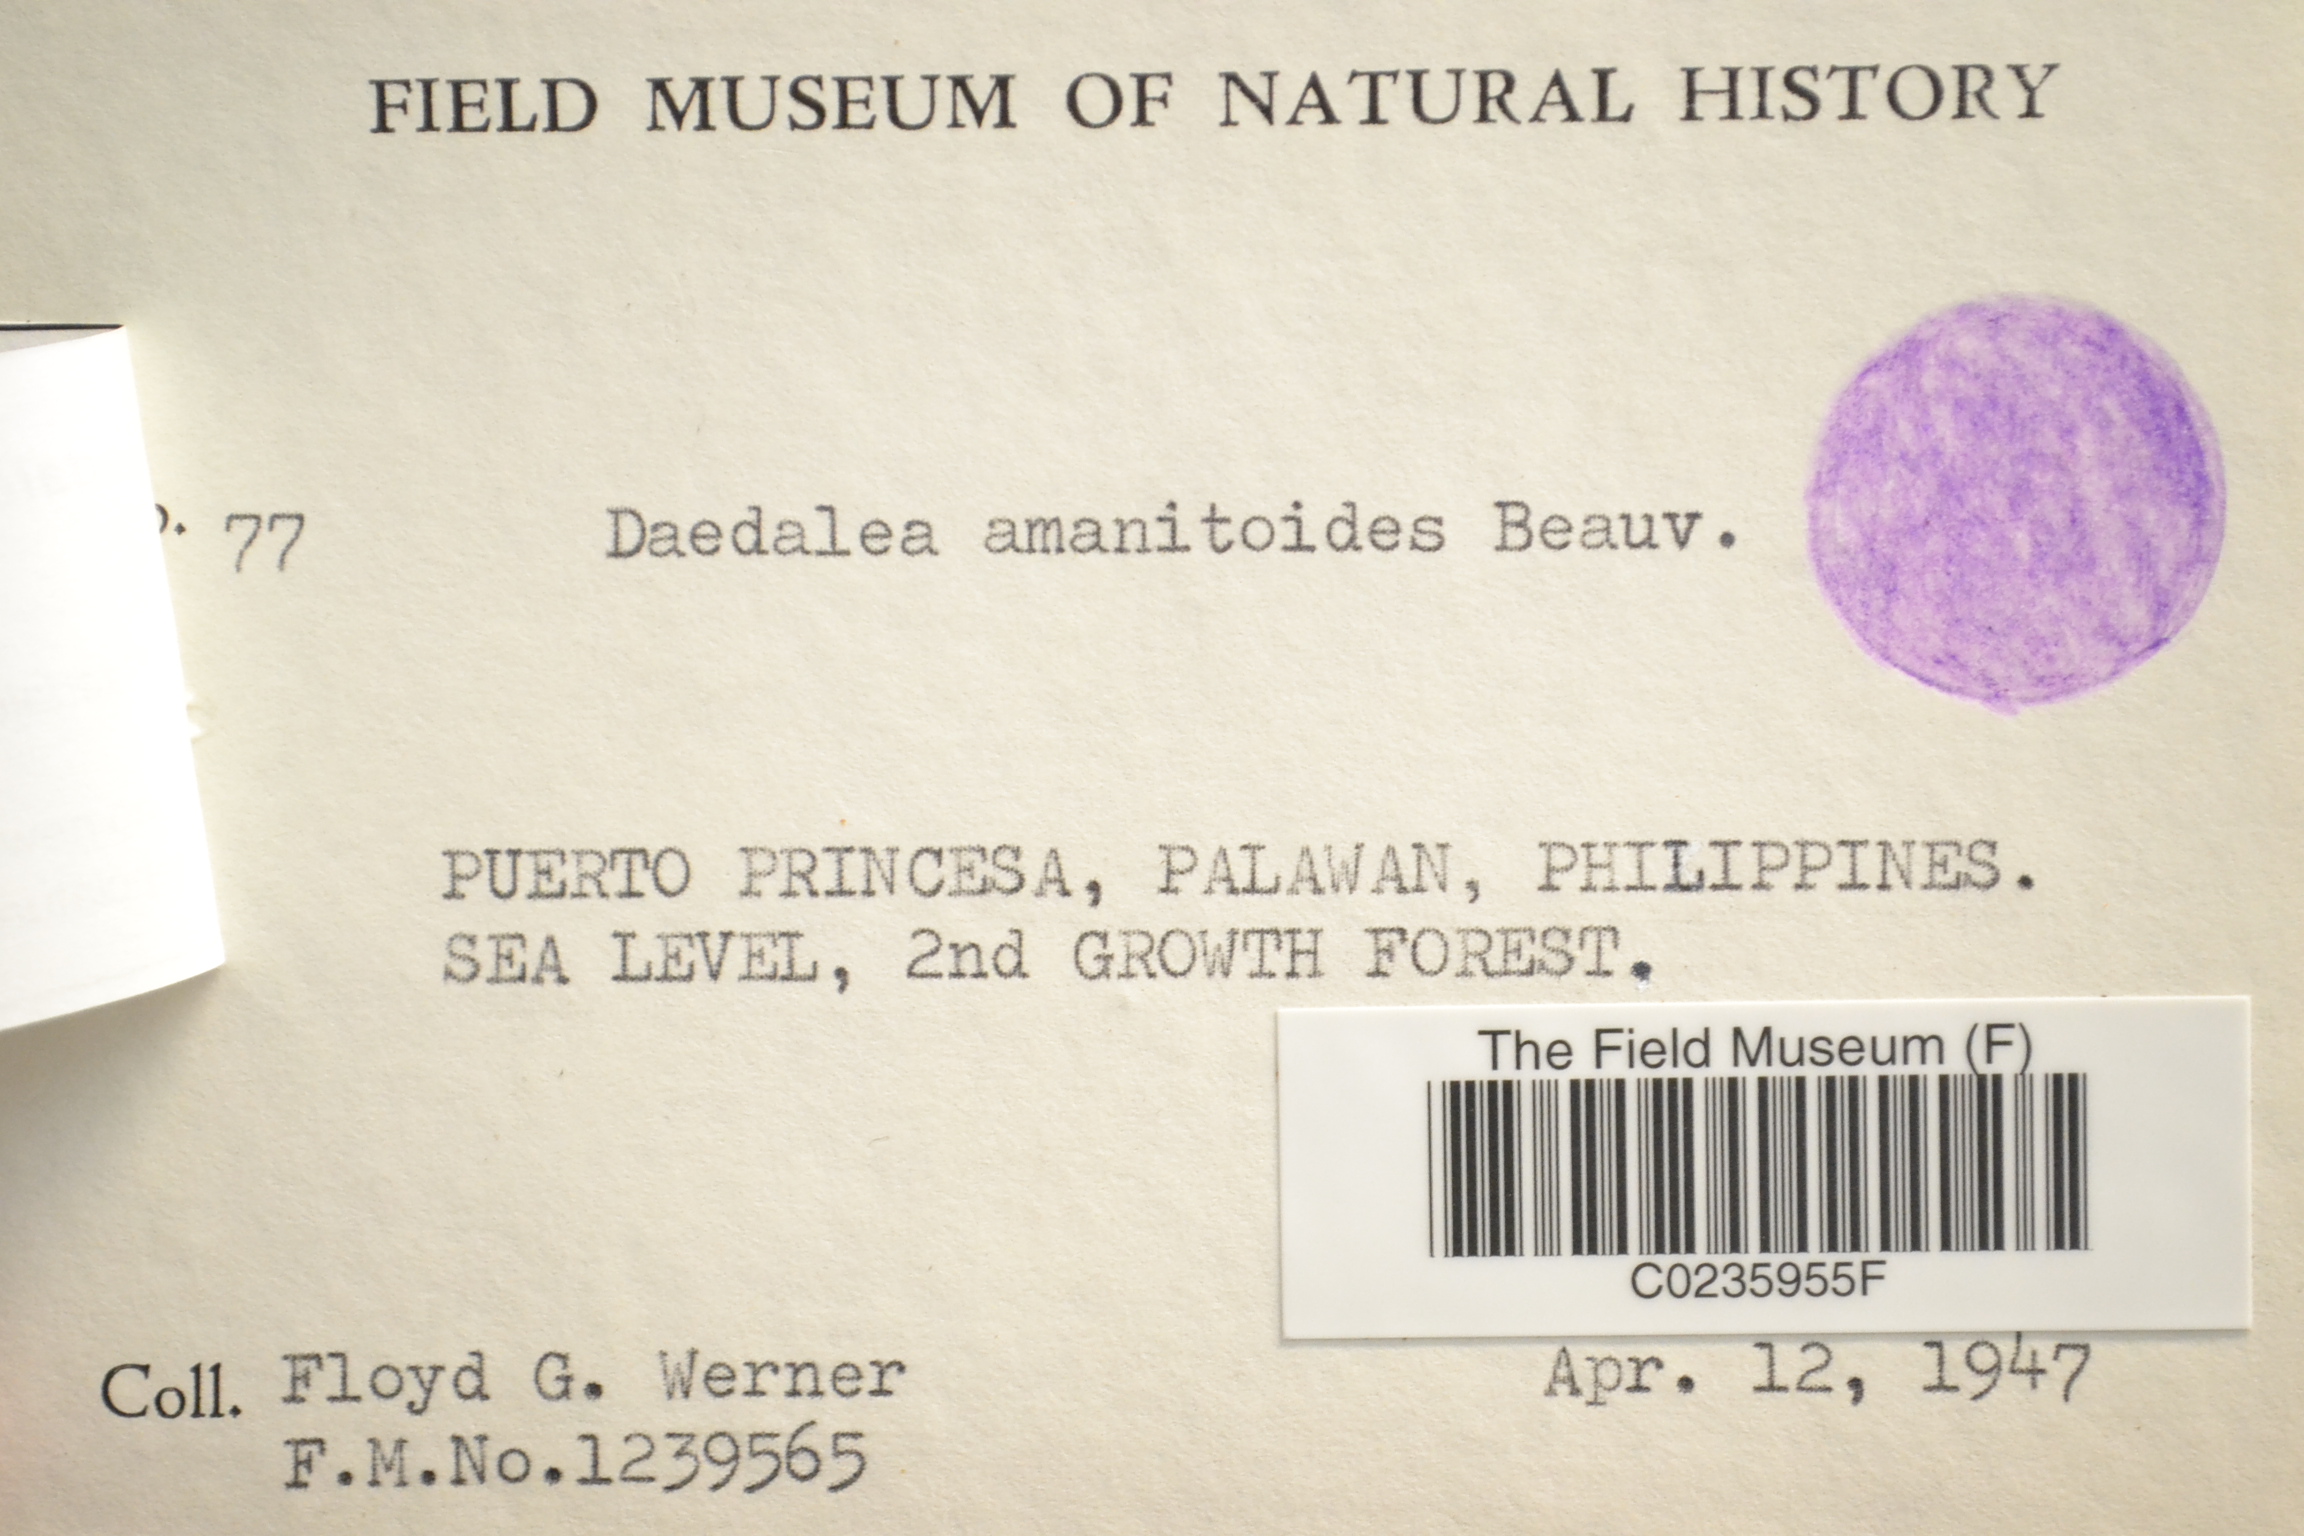 FIELD MUSEUM OF NATURAL HISTORY
77 Daedalea amanitoides Beauv.
PUERTO PRINCESA, PALAWAN, PHILIPPINES.
SEA LEVEL, 2nd GROWTH FOREST.
The Field Museum (F)
C0235955F
Coll. Floyd G. Werner Apr. 12, 1947
F.M.No.1239565